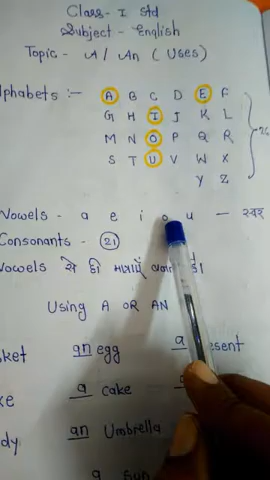 Class - I Std
Subject - English
Topic - A / An (Uses)
lphabets :-
A B C D E F
G H I J K L
M N O P Q R
S T U V W X
Y Z
Vowels - a e i o u - स्वर
Consonants - 21
Vowels से ही मात्राएँ
Using A OR AN
ket an egg a esent
ke a cake
dy an Umbrella
a